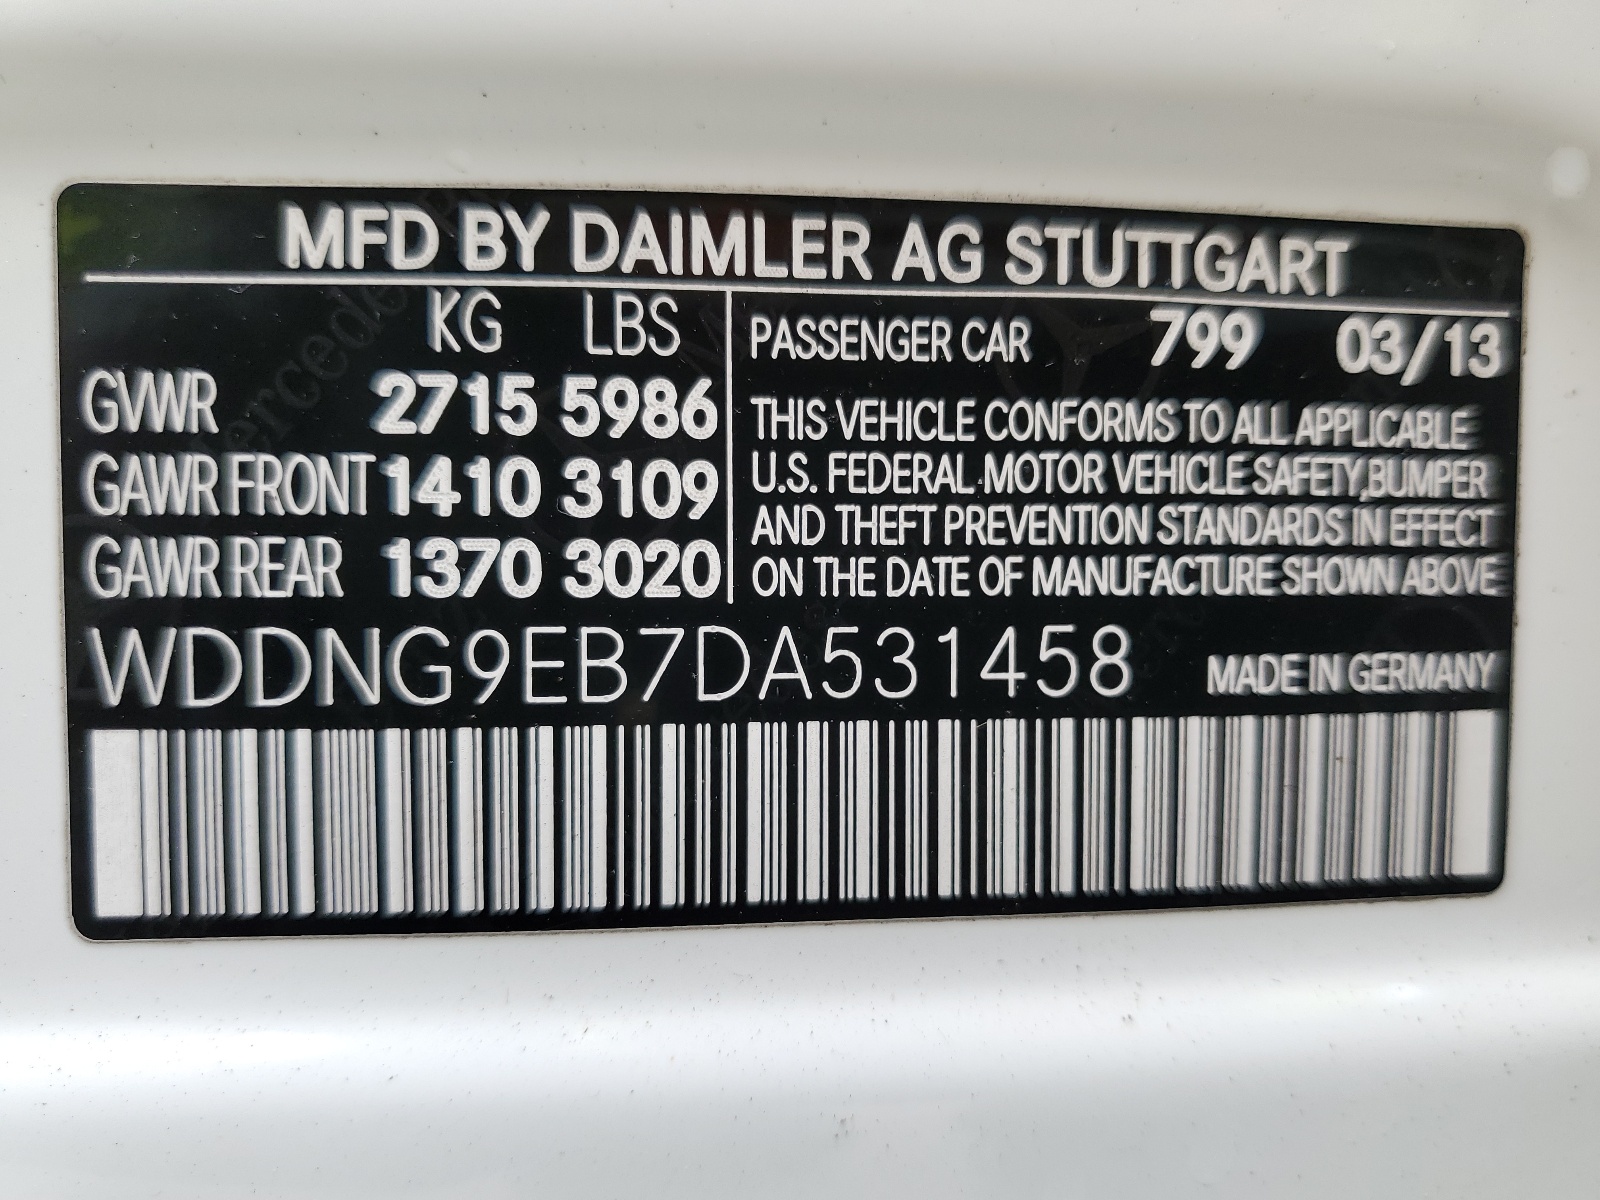 MFD BY DAIMLER AG STUTTGART
KG LBS
GVWR 2715 5986
GAWR FRONT 1410 3109
GAWR REAR 1370 3020
PASSENGER CAR 799 03/13
THIS VEHICLE CONFORMS TO ALL APPLICABLE
U.S. FEDERAL MOTOR VEHICLE SAFETY, BUMPER
AND THEFT PREVENTION STANDARDS IN EFFECT
ON THE DATE OF MANUFACTURE SHOWN ABOVE
WDDNG9EB7DA531458 MADE IN GERMANY